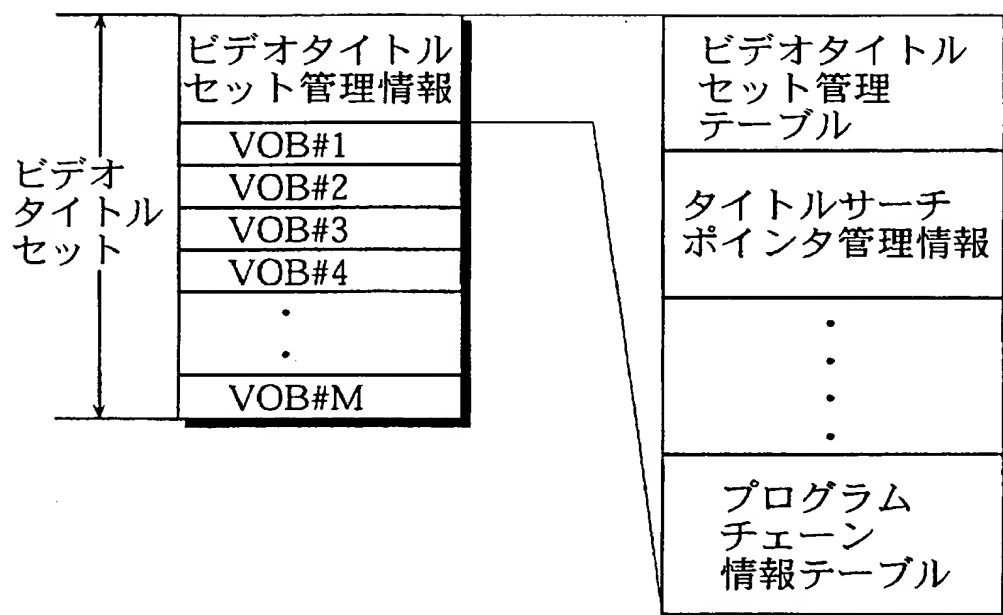 ビデオ
タイトル
セット
ビデオタイトル
セット管理情報
VOB#1
VOB#2
VOB#3
VOB#4
・
・
VOB#M
ビデオタイトル
セット管理
テーブル
タイトルサーチ
ポインタ管理情報
・
・
・
・
プログラム
チェーン
情報テーブル